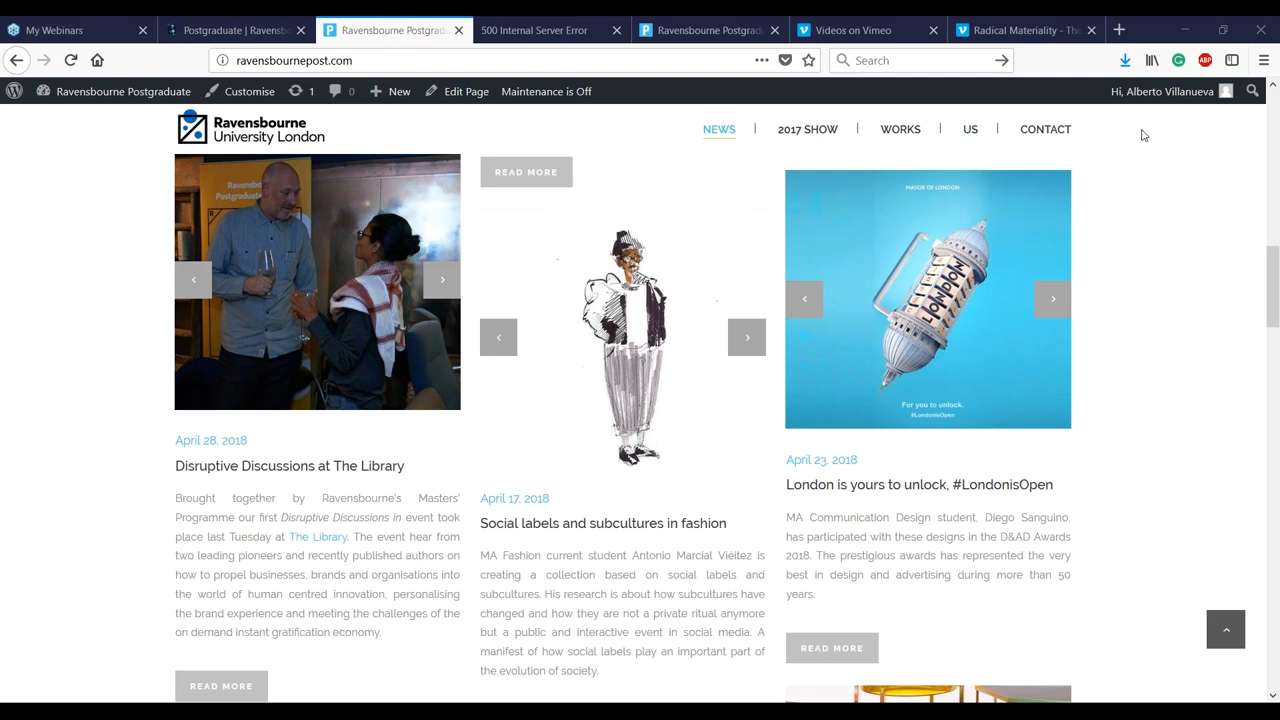 My Webinars
Postgraduate | Ravensb
Ravensbourne Postgrad
500 Internal Server Error
Ravensbourne Postgrad
Videos on Vimeo
Radical Materiality - Th
ravensbournepost.com
Search
ABP
Ravensbourne Postgraduate
Customise
1
0
New
Edit Page
Maintenance is Off
Hi, Alberto Villanueva
Ravensbourne
University London
NEWS
2017 SHOW
WORKS
US
CONTACT
Ravensbo
Postgraduate
April 28, 2018
Disruptive Discussions at The Library
Brought together by Ravensbourne's Masters'
Programme our first Disruptive Discussions in event took
place last Tuesday at The Library. The event hear from
two leading pioneers and recently published authors on
how to propel businesses, brands and organisations into
the world of human centred innovation, personalising
the brand experience and meeting the challenges of the
on demand instant gratification economy.
READ MORE
READ MORE
April 17, 2018
Social labels and subcultures in fashion
MA Fashion current student Antonio Marcial Viéitez is
creating a collection based on social labels and
subcultures. His research is about how subcultures have
changed and how they are not a private ritual anymore
but a public and interactive event in social media. A
manifest of how social labels play an important part of
the evolution of society.
MAYOR OF LONDON
LONDON
For you to unlock.
#LondonIsOpen
April 23, 2018
London is yours to unlock, #LondonisOpen
MA Communication Design student, Diego Sanguino,
has participated with these designs in the D&AD Awards
2018. The prestigious awards has represented the very
best in design and advertising during more than 50
years.
READ MORE